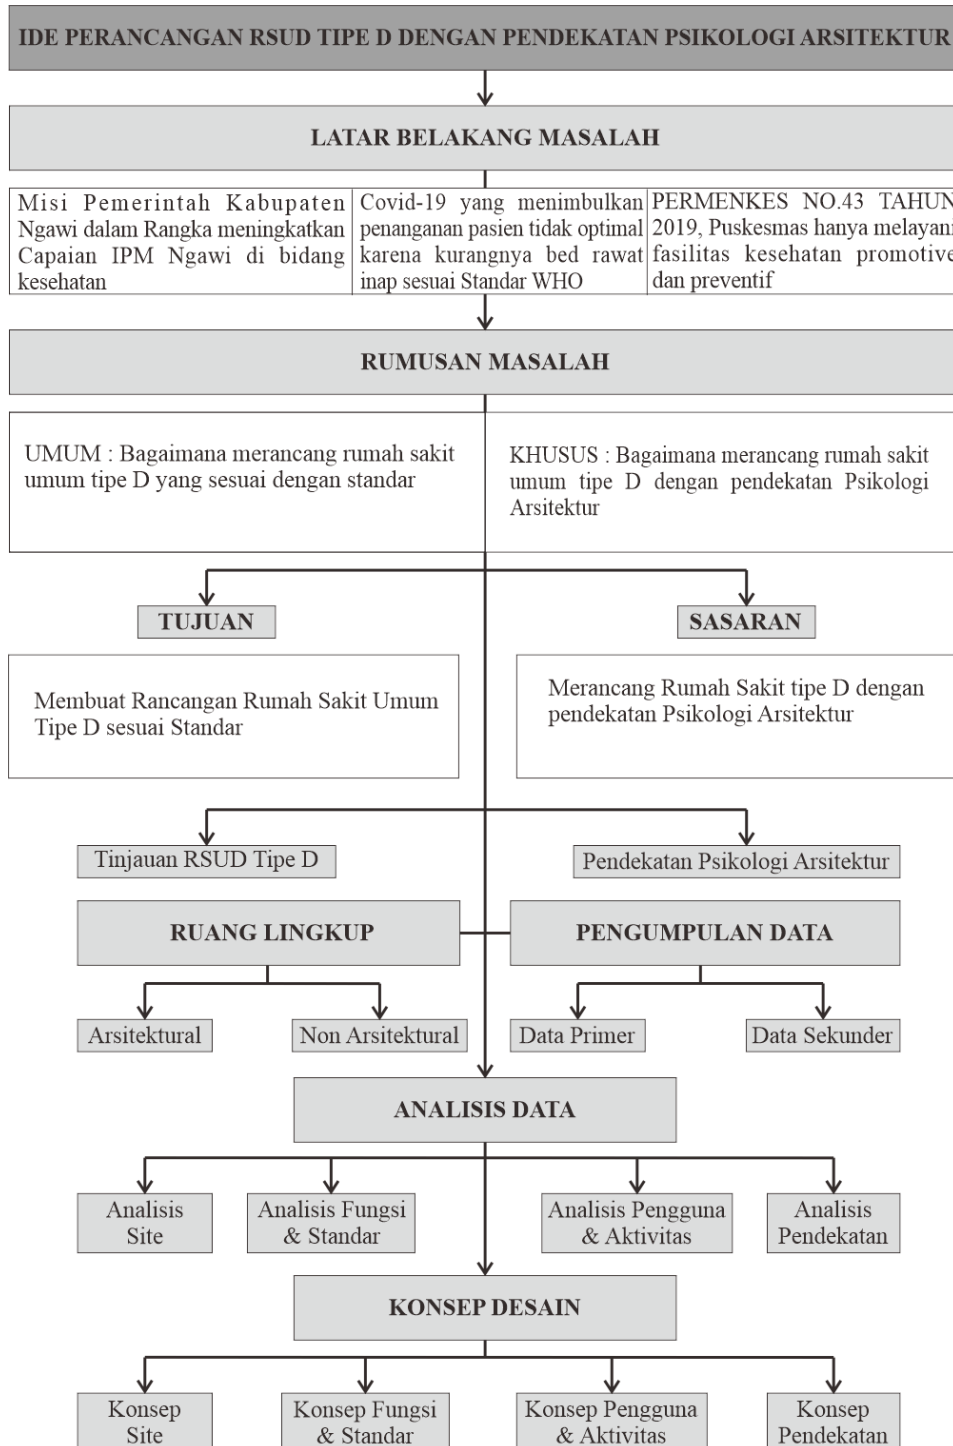 IDE PERANCANGAN RSUD TIPE D DENGAN PENDEKATAN PSIKOLOGI ARSITEKTUR
LATAR BELAKANG MASALAH
Misi Pemerintah Kabupaten
Ngawi dalam Rangka meningkatkan
Capaian IPM Ngawi di bidang
kesehatan
Covid-19 yang menimbulkan
penanganan pasien tidak optimal
karena kurangnya bed rawat
inap sesuai Standar WHO
PERMENKES NO.43 TAHUN
2019, Puskesmas hanya melayani
fasilitas kesehatan promotive
dan preventif
RUMUSAN MASALAH
UMUM : Bagaimana merancang rumah sakit
umum tipe D yang sesuai dengan standar
KHUSUS : Bagaimana merancang rumah sakit
umum tipe D dengan pendekatan Psikologi
Arsitektur
TUJUAN
SASARAN
Membuat Rancangan Rumah Sakit Umum
Tipe D sesuai Standar
Merancang Rumah Sakit tipe D dengan
pendekatan Psikologi Arsitektur
Tinjauan RSUD Tipe D
Pendekatan Psikologi Arsitektur
RUANG LINGKUP
PENGUMPULAN DATA
Arsitektural
Non Arsitektural
Data Primer
Data Sekunder
ANALISIS DATA
Analisis
Site
Analisis Fungsi
& Standar
Analisis Pengguna
& Aktivitas
Analisis
Pendekatan
KONSEP DESAIN
Konsep
Site
Konsep Fungsi
& Standar
Konsep Pengguna
& Aktivitas
Konsep
Pendekatan